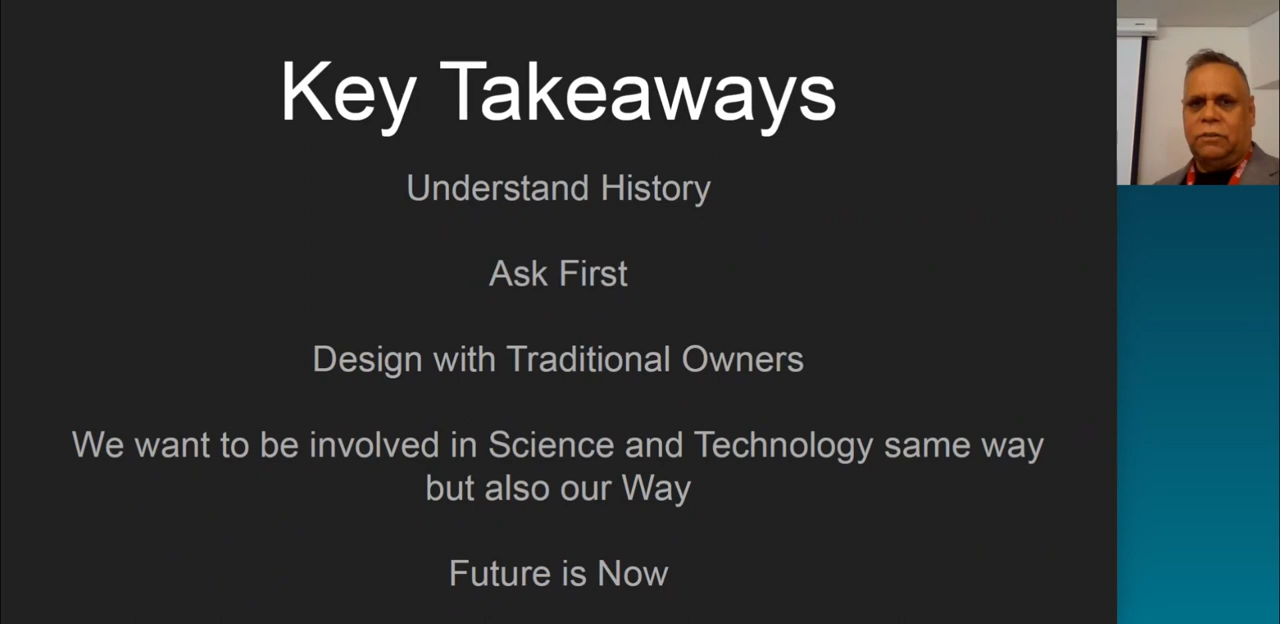 Key Takeaways
Understand History
Ask First
Design with Traditional Owners
We want to be involved in Science and Technology same way
but also our Way
Future is Now